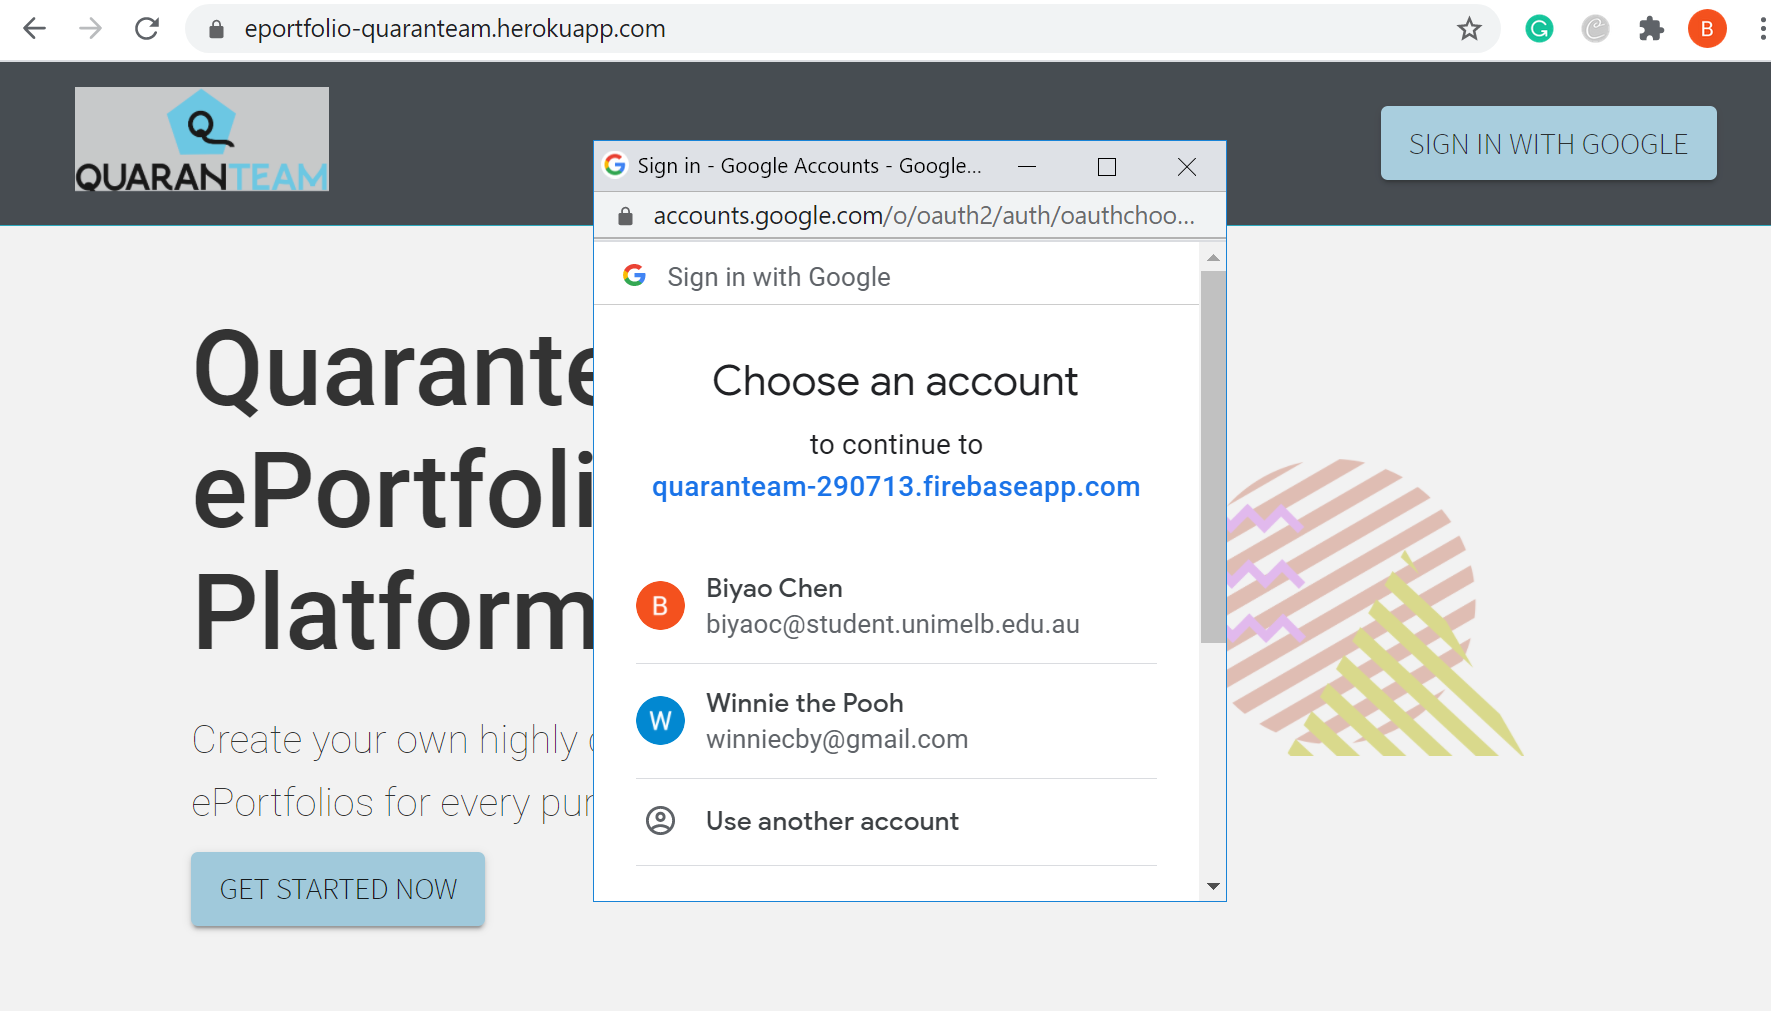 eportfolio-quaranteam.herokuapp.com
B
Q
QUARANTEAM
SIGN IN WITH GOOGLE
Sign in - Google Accounts - Google...
accounts.google.com/o/oauth2/auth/oauthchoo...
Sign in with Google
Choose an account
to continue to
quaranteam-290713.firebaseapp.com
B
Biyao Chen
biyaoc@student.unimelb.edu.au
W
Winnie the Pooh
winniecby@gmail.com
Use another account
ePortfoli
Platform
Create your own highly
ePortfolios for every
GET STARTED NOW